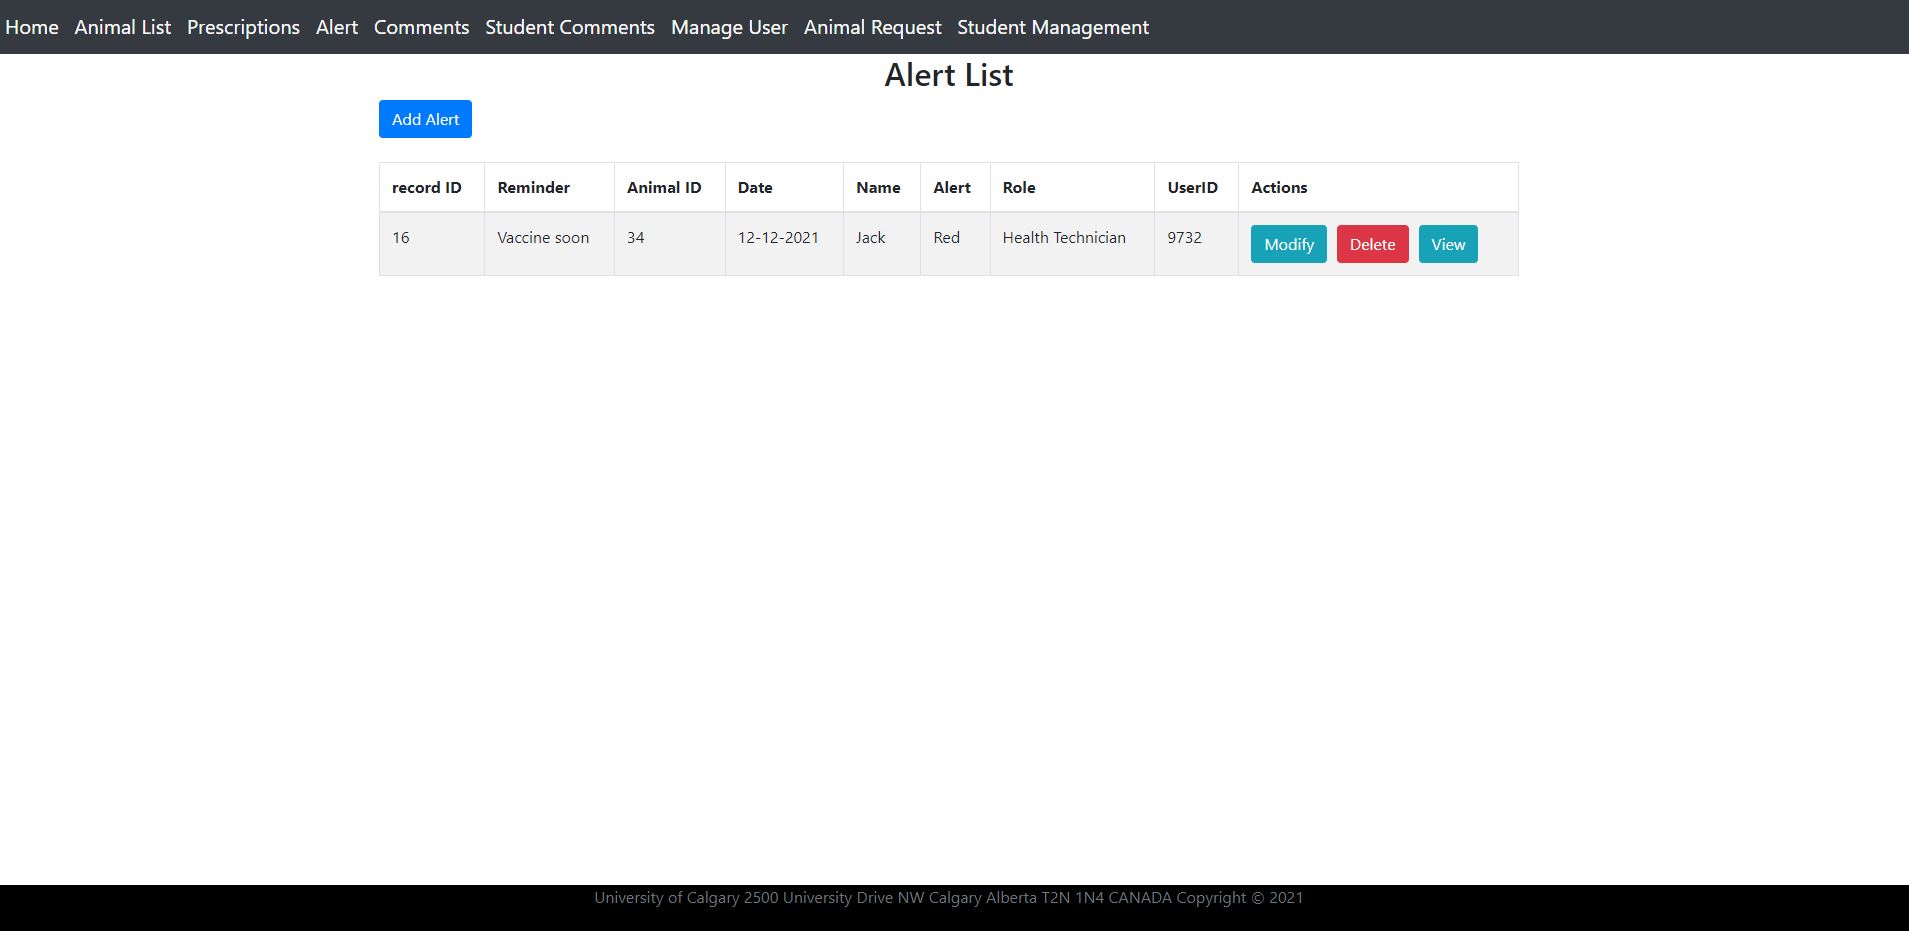 Home Animal List Prescriptions Alert Comments Student Comments Manage User Animal Request Student Management
Alert List
Add Alert
record ID Reminder Animal ID Date Name Alert Role UserID Actions
16 Vaccine soon 34 12-12-2021 Jack Red Health Technician 9732 Modify Delete View
University of Calgary 2500 University Drive NW Calgary Alberta T2N 1N4 CANADA Copyright © 2021